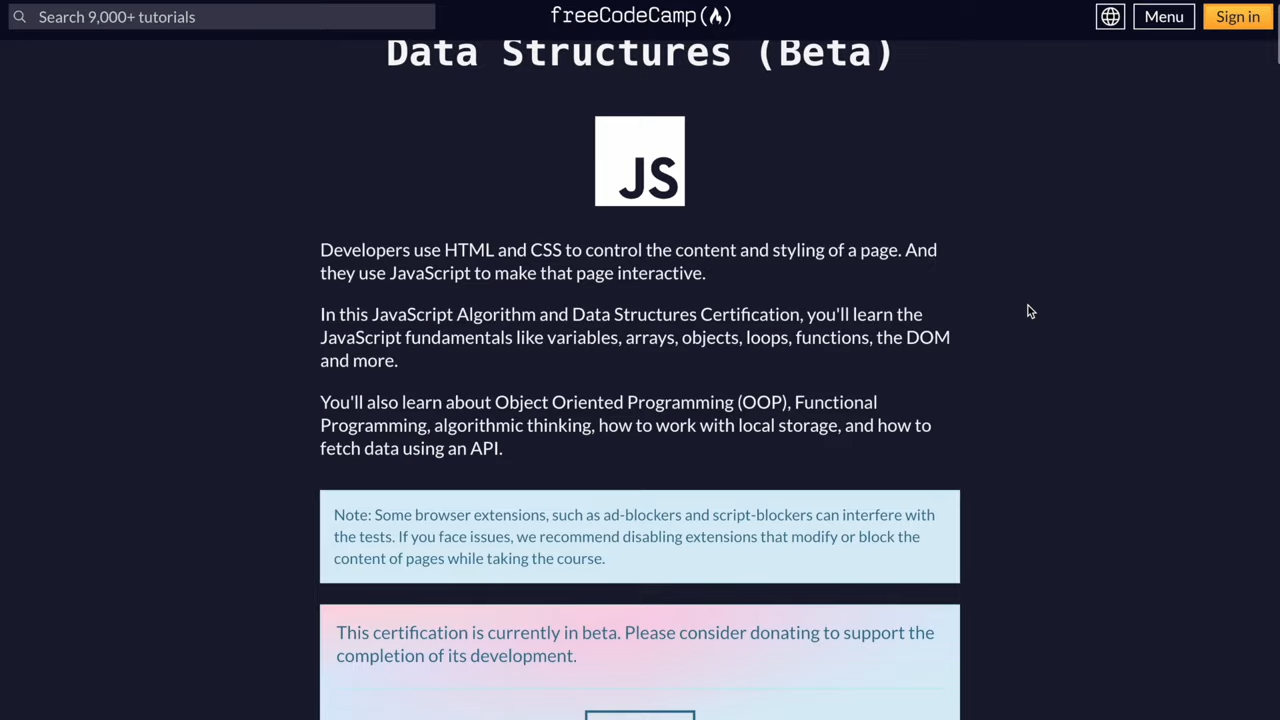 Search 9,000+ tutorials
freeCodeCamp
Menu
Sign in
Data Structures (Beta)
JS
Developers use HTML and CSS to control the content and styling of a page. And
they use JavaScript to make that page interactive.
In this JavaScript Algorithm and Data Structures Certification, you'll learn the
JavaScript fundamentals like variables, arrays, objects, loops, functions, the DOM
and more.
You'll also learn about Object Oriented Programming (OOP), Functional
Programming, algorithmic thinking, how to work with local storage, and how to
fetch data using an API.
Note: Some browser extensions, such as ad-blockers and script-blockers can interfere with
the tests. If you face issues, we recommend disabling extensions that modify or block the
content of pages while taking the course.
This certification is currently in beta. Please consider donating to support the
completion of its development.